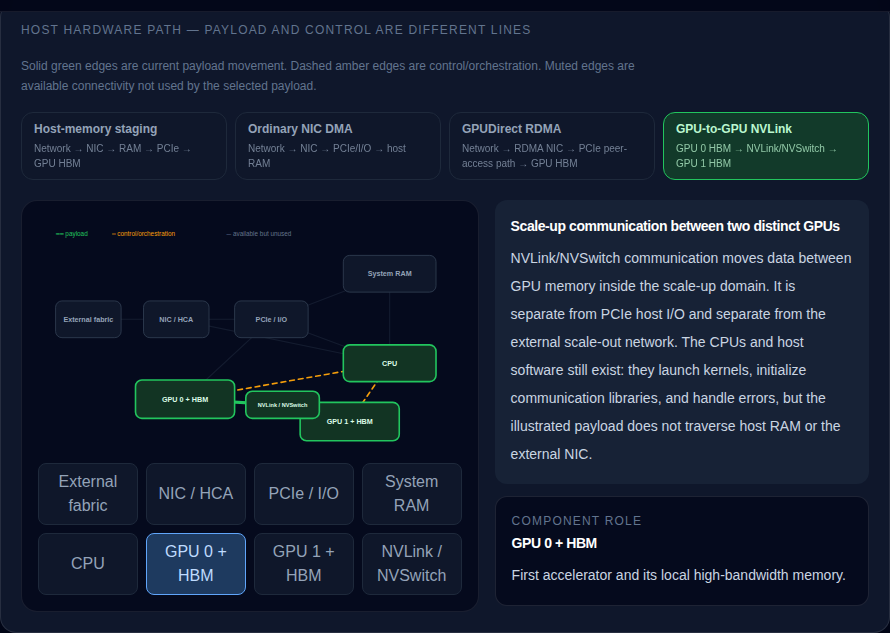 HOST HARDWARE PATH — PAYLOAD AND CONTROL ARE DIFFERENT LINES
Solid green edges are current payload movement. Dashed amber edges are control/orchestration. Muted edges are
available connectivity not used by the selected payload.
Host-memory staging
Network → NIC → RAM → PCIe →
GPU HBM
Ordinary NIC DMA
Network → NIC → PCIe/I/O → host
RAM
GPUDirect RDMA
Network → RDMA NIC → PCIe peer-
access path → GPU HBM
GPU-to-GPU NVLink
GPU 0 HBM → NVLink/NVSwitch →
GPU 1 HBM
══ payload
┄ control/orchestration
─ available but unused
System RAM
External fabric
NIC / HCA
PCIe / I/O
CPU
GPU 0 + HBM
NVLink / NVSwitch
GPU 1 + HBM
External
fabric
NIC / HCA
PCIe / I/O
System
RAM
CPU
GPU 0 +
HBM
GPU 1 +
HBM
NVLink /
NVSwitch
Scale-up communication between two distinct GPUs
NVLink/NVSwitch communication moves data between
GPU memory inside the scale-up domain. It is
separate from PCIe host I/O and separate from the
external scale-out network. The CPUs and host
software still exist: they launch kernels, initialize
communication libraries, and handle errors, but the
illustrated payload does not traverse host RAM or the
external NIC.
COMPONENT ROLE
GPU 0 + HBM
First accelerator and its local high-bandwidth memory.